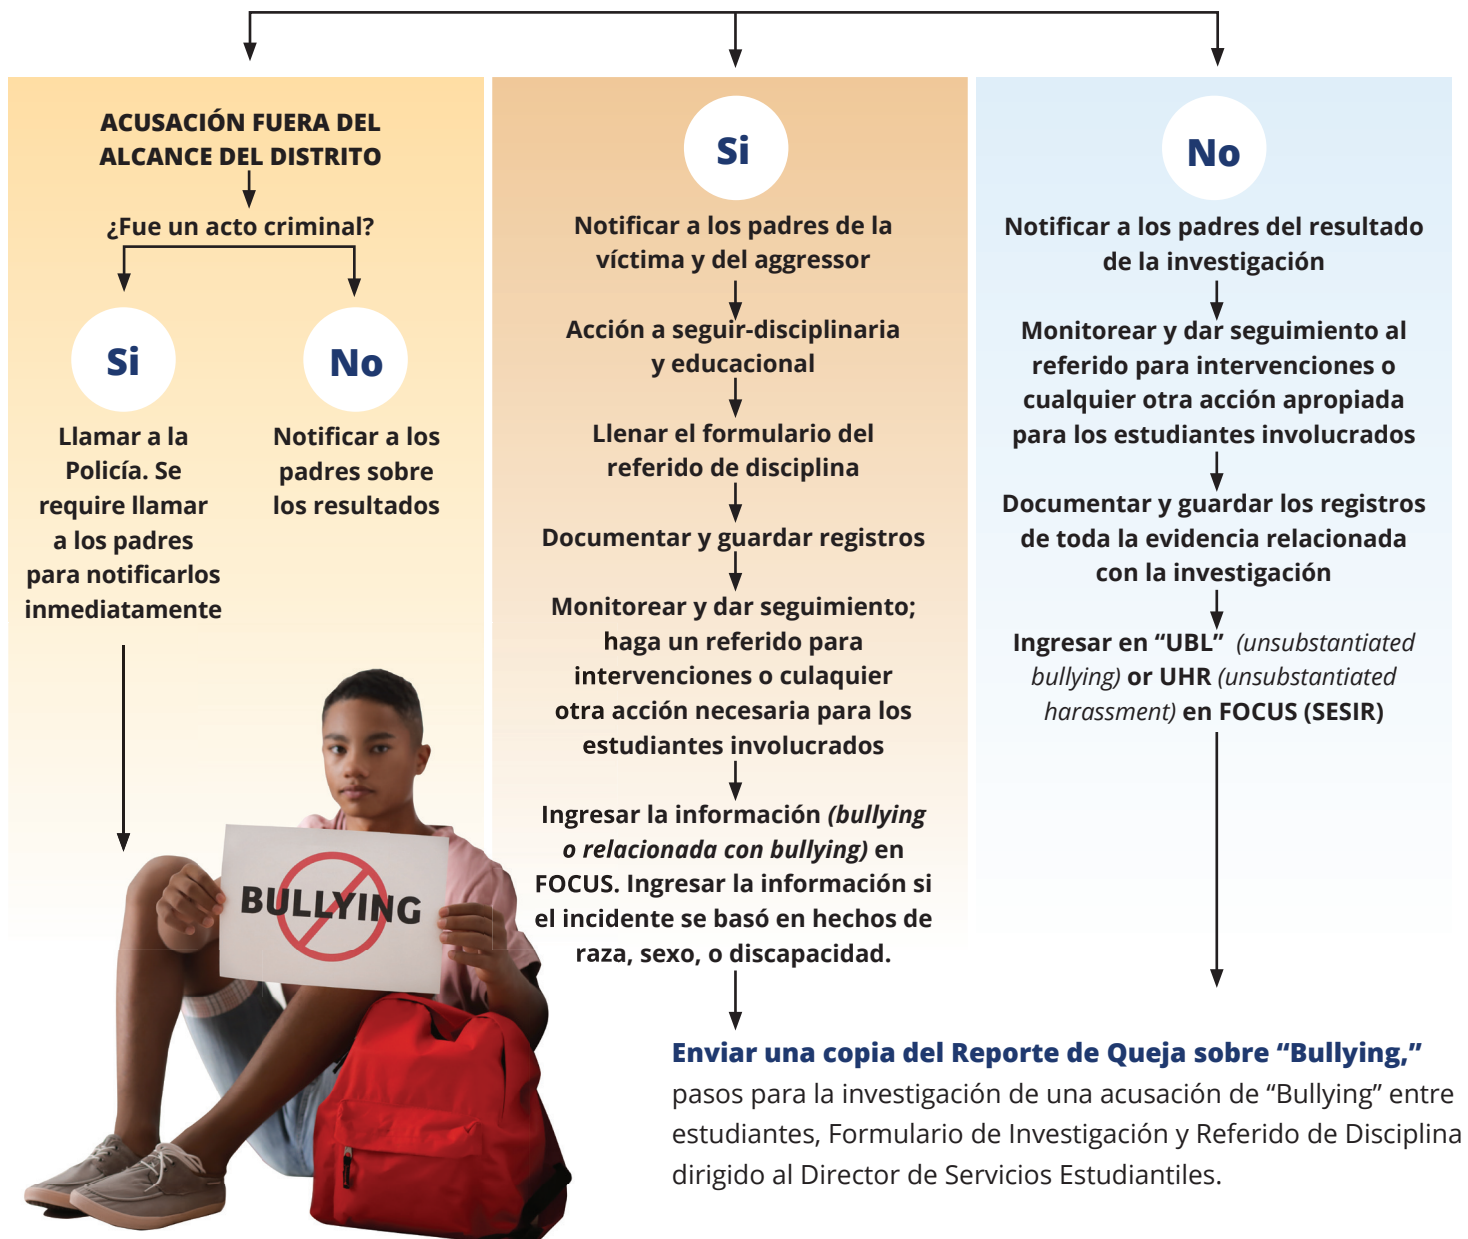 ACUSACIÓN FUERA DEL
ALCANCE DEL DISTRITO
¿Fue un acto criminal?
Si
Llamar a la
Policía. Se
require llamar
a los padres
para notificarlos
inmediatamente
No
Notificar a los
padres sobre
los resultados
BULLYING
Si
Notificar a los padres de la
víctima y del aggressor
Acción a seguir-disciplinaria
y educacional
Llenar el formulario del
referido de disciplina
Documentar y guardar registros
Monitorear y dar seguimiento;
haga un referido para
intervenciones o culaquier
otra acción necesaria para los
estudiantes involucrados
Ingresar la información (bullying
o relacionada con bullying) en
FOCUS. Ingresar la información si
el incidente se basó en hechos de
raza, sexo, o discapacidad.
No
Notificar a los padres del resultado
de la investigación
Monitorear y dar seguimiento al
referido para intervenciones o
cualquier otra acción apropiada
para los estudiantes involucrados
Documentar y guardar los registros
de toda la evidencia relacionada
con la investigación
Ingresar en “UBL” (unsubstantiated
bullying) or UHR (unsubstantiated
harassment) en FOCUS (SESIR)
Enviar una copia del Reporte de Queja sobre “Bullying,”
pasos para la investigación de una acusación de “Bullying” entre
estudiantes, Formulario de Investigación y Referido de Disciplina
dirigido al Director de Servicios Estudiantiles.